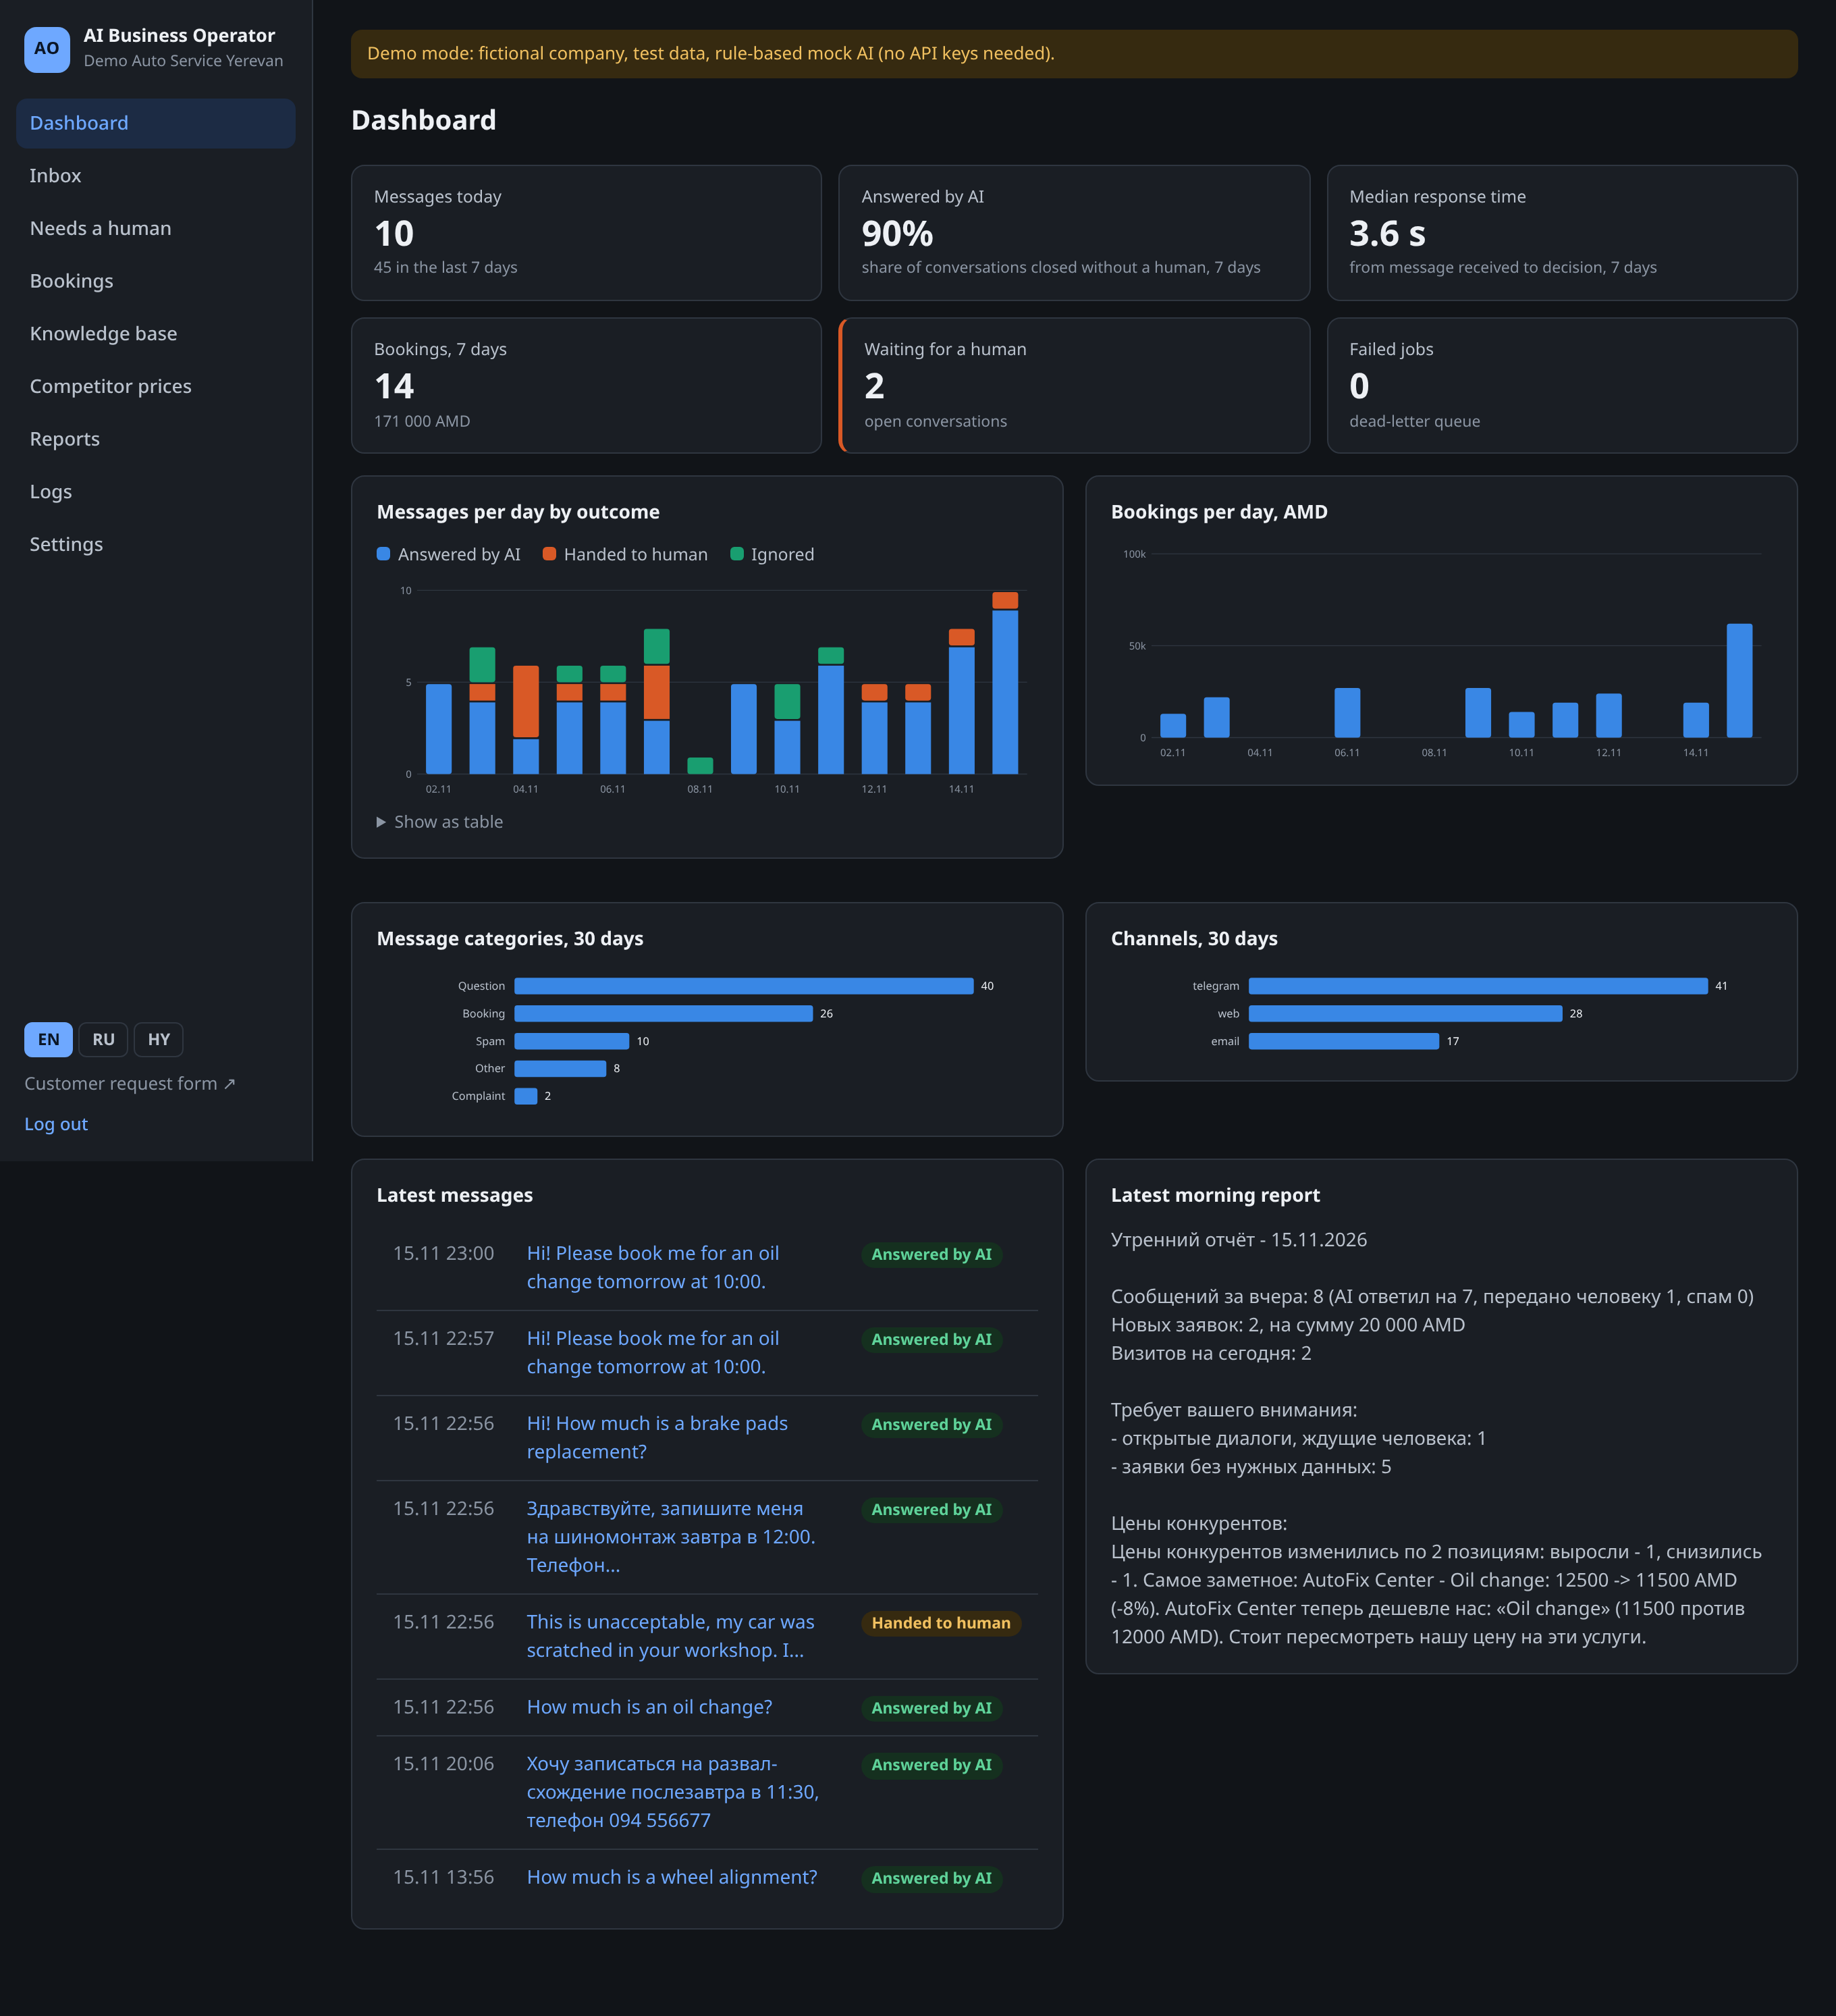 AO
AI Business Operator
Demo Auto Service Yerevan
Dashboard
Inbox
Needs a human
Bookings
Knowledge base
Competitor prices
Reports
Logs
Settings
EN
RU
HY
Customer request form ↗
Log out
Demo mode: fictional company, test data, rule-based mock AI (no API keys needed).
Dashboard
Messages today
10
45 in the last 7 days
Answered by AI
90%
share of conversations closed without a human, 7 days
Median response time
3.6 s
from message received to decision, 7 days
Bookings, 7 days
14
171 000 AMD
Waiting for a human
2
open conversations
Failed jobs
0
dead-letter queue
Messages per day by outcome
Answered by AI
Handed to human
Ignored
10
5
0
02.11
04.11
06.11
08.11
10.11
12.11
14.11
Show as table
Bookings per day, AMD
100k
50k
0
02.11
04.11
06.11
08.11
10.11
12.11
14.11
Message categories, 30 days
Question 40
Booking 26
Spam 10
Other 8
Complaint 2
Channels, 30 days
telegram 41
web 28
email 17
Latest messages
15.11 23:00
Hi! Please book me for an oil
change tomorrow at 10:00.
Answered by AI
15.11 22:57
Hi! Please book me for an oil
change tomorrow at 10:00.
Answered by AI
15.11 22:56
Hi! How much is a brake pads
replacement?
Answered by AI
15.11 22:56
Здравствуйте, запишите меня
на шиномонтаж завтра в 12:00.
Телефон...
Answered by AI
15.11 22:56
This is unacceptable, my car was
scratched in your workshop. I...
Handed to human
15.11 22:56
How much is an oil change?
Answered by AI
15.11 20:06
Хочу записаться на развал-
схождение послезавтра в 11:30,
телефон 094 556677
Answered by AI
15.11 13:56
How much is a wheel alignment?
Answered by AI
Latest morning report
Утренний отчёт - 15.11.2026
Сообщений за вчера: 8 (AI ответил на 7, передано человеку 1, спам 0)
Новых заявок: 2, на сумму 20 000 AMD
Визитов на сегодня: 2
Требует вашего внимания:
- открытые диалоги, ждущие человека: 1
- заявки без нужных данных: 5
Цены конкурентов:
Цены конкурентов изменились по 2 позициям: выросли - 1, снизились
- 1. Самое заметное: AutoFix Center - Oil change: 12500 -> 11500 AMD
(-8%). AutoFix Center теперь дешевле нас: «Oil change» (11500 против
12000 AMD). Стоит пересмотреть нашу цену на эти услуги.